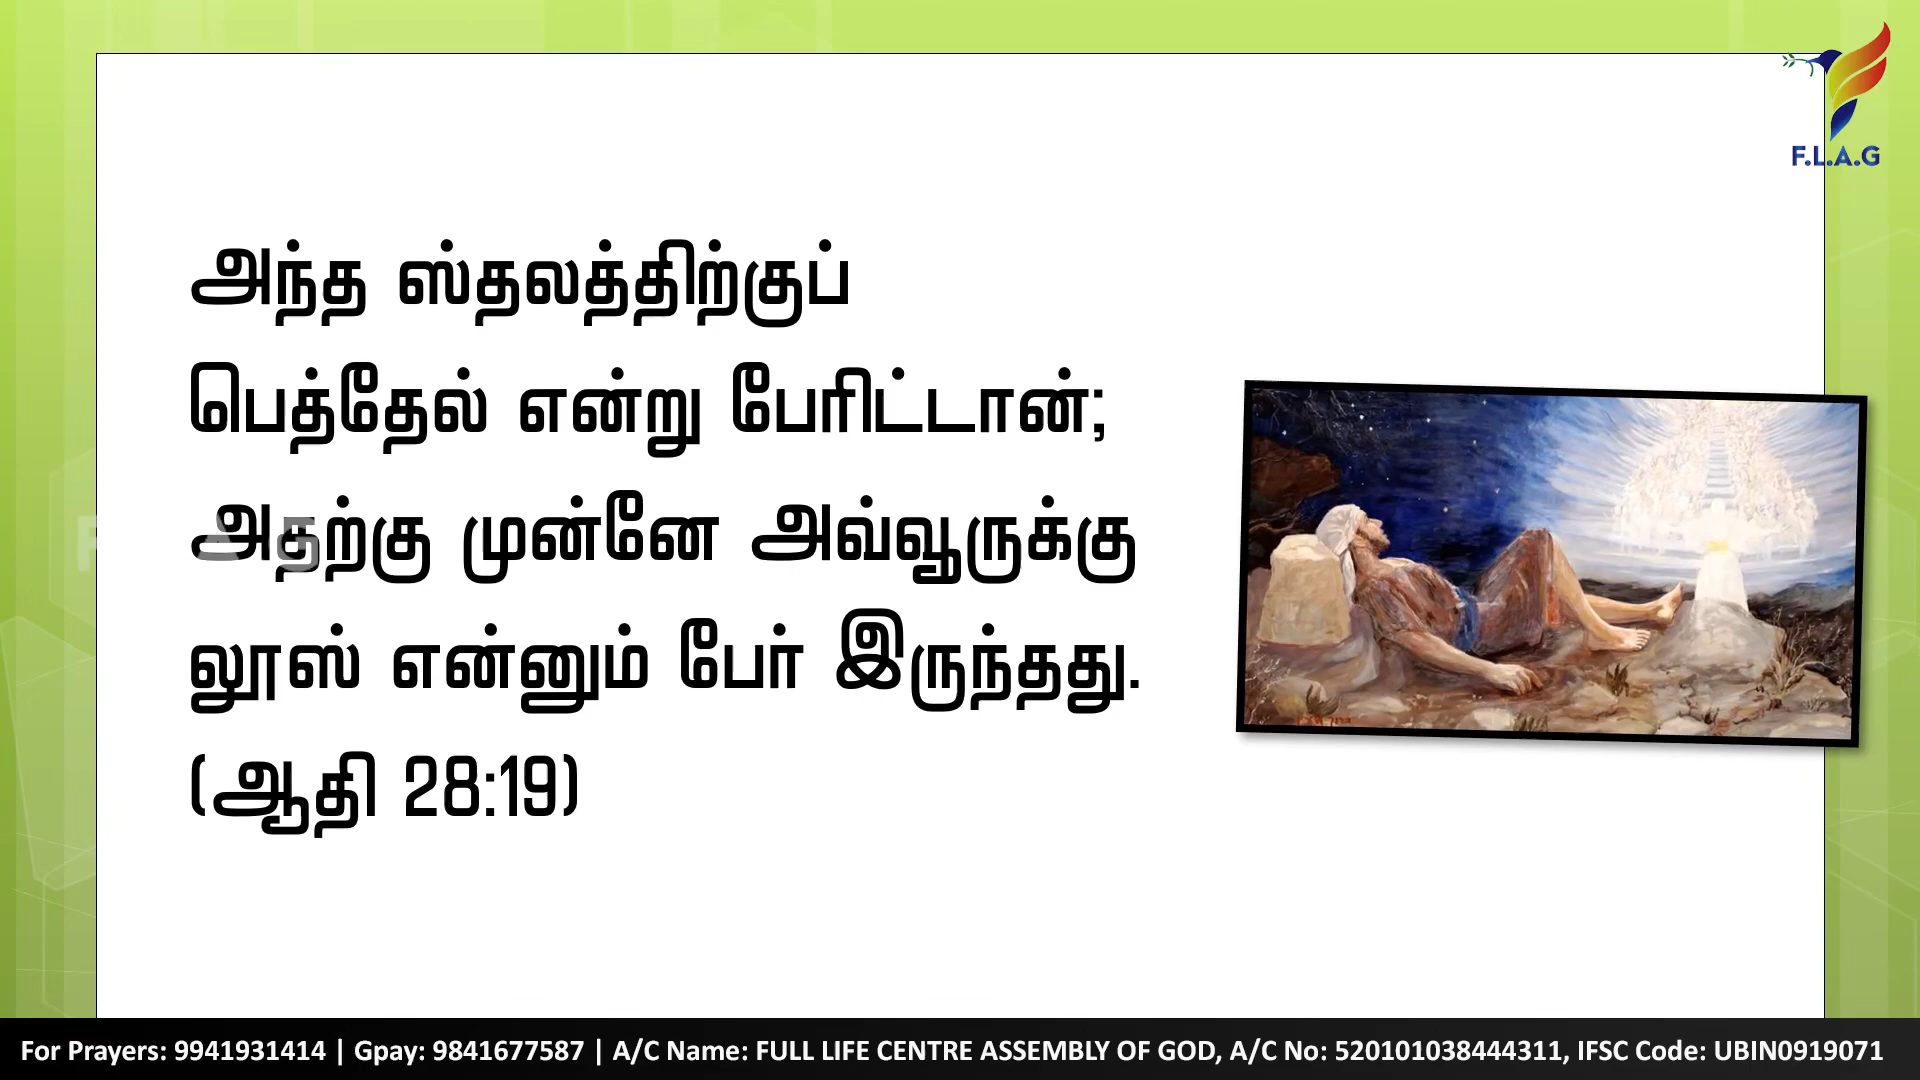 F.L.A.G
அந்த ஸ்தலத்திற்குப்
பெத்தேல் என்று பேரிட்டான்;
அதற்கு முன்னே அவ்வூருக்கு
லூஸ் என்னும் பேர் இருந்தது.
(ஆதி 28:19)
For Prayers: 9941931414 | Gpay: 9841677587 | A/C Name: FULL LIFE CENTRE ASSEMBLY OF GOD, A/C No: 520101038444311, IFSC Code: UBIN0919071